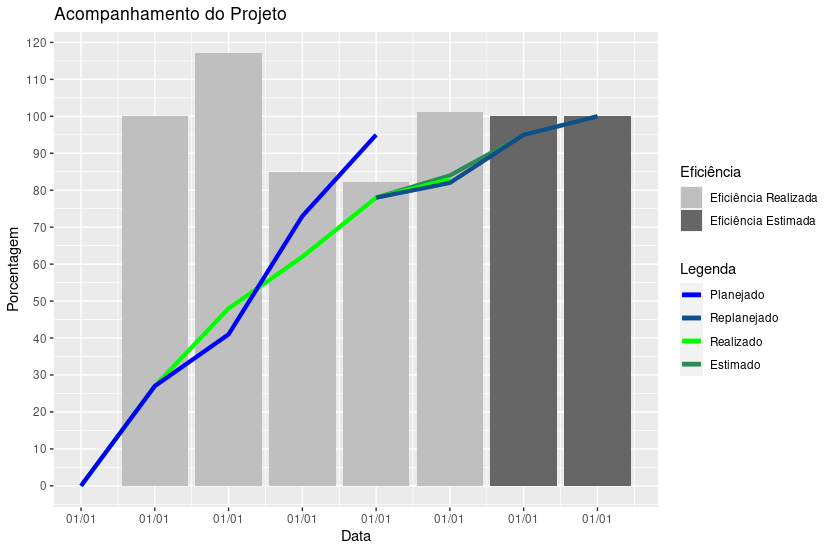 Acompanhamento do Projeto
Porcentagem
120
110
100
90
80
70
60
50
40
30
20
10
0
01/01 01/01 01/01 01/01 01/01 01/01 01/01 01/01
Data
Eficiência
Eficiência Realizada
Eficiência Estimada
Legenda
Planejado
Replanejado
Realizado
Estimado